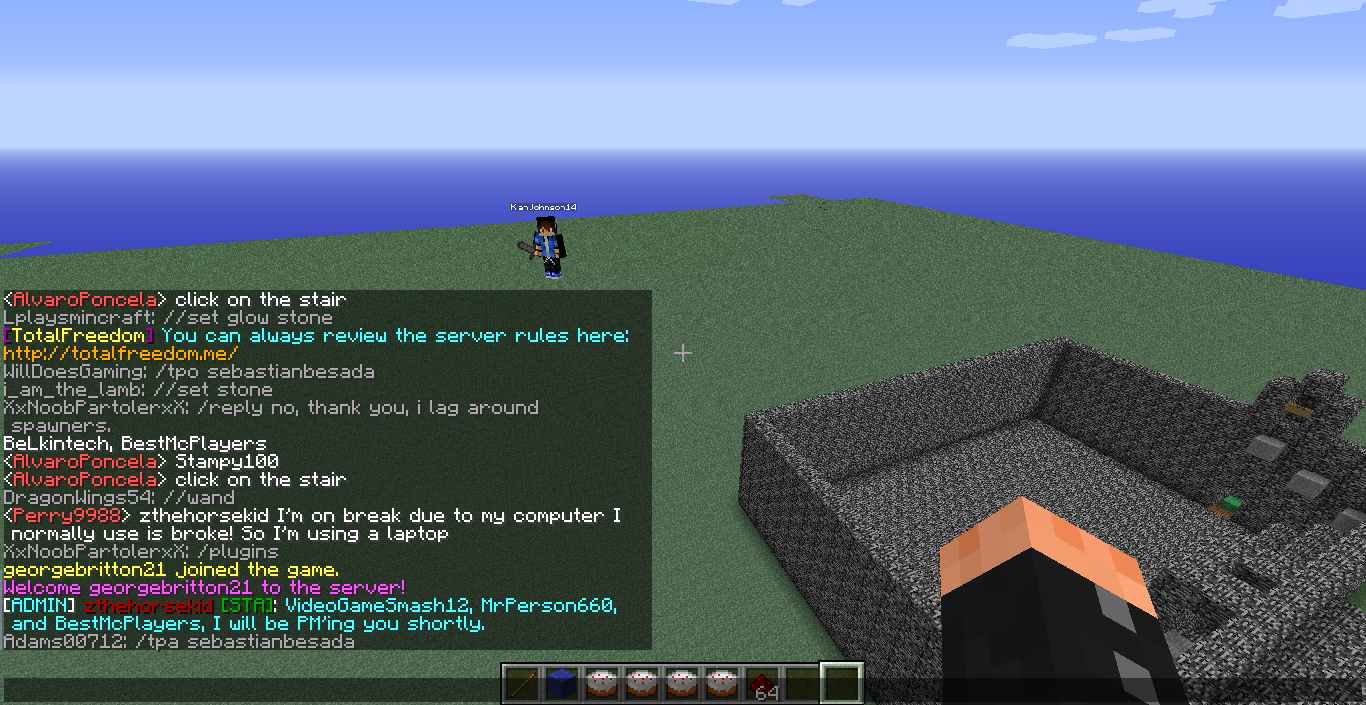 KanJohnson14
<AlvaroPoncela> click on the stair
Lplaysmincraft: //set glow stone
[TotalFreedom] You can always review the server rules here:
http://totalfreedom.me/
WillDoesGaming: /tpo sebastianbesada
i_am_the_lamb: //set stone
XxNoobPartolerxX: /reply no, thank you, i lag around
spawners.
BeLkintech, BestMcPlayers
<AlvaroPoncela> Stampy100
<AlvaroPoncela> click on the stair
DragonWings54: //wand
<Perry9988> zthehorsekid I'm on break due to my computer I
normally use is broke! So I'm using a laptop
XxNoobPartolerxX: /plugins
georgebritton21 joined the game.
Welcome georgebritton21 to the server!
[ADMIN] zthehorsekid [STA]: VideoGameSmash12, MrPerson660,
and BestMcPlayers, I will be PM'ing you shortly.
Adams00712: /tpa sebastianbesada
64